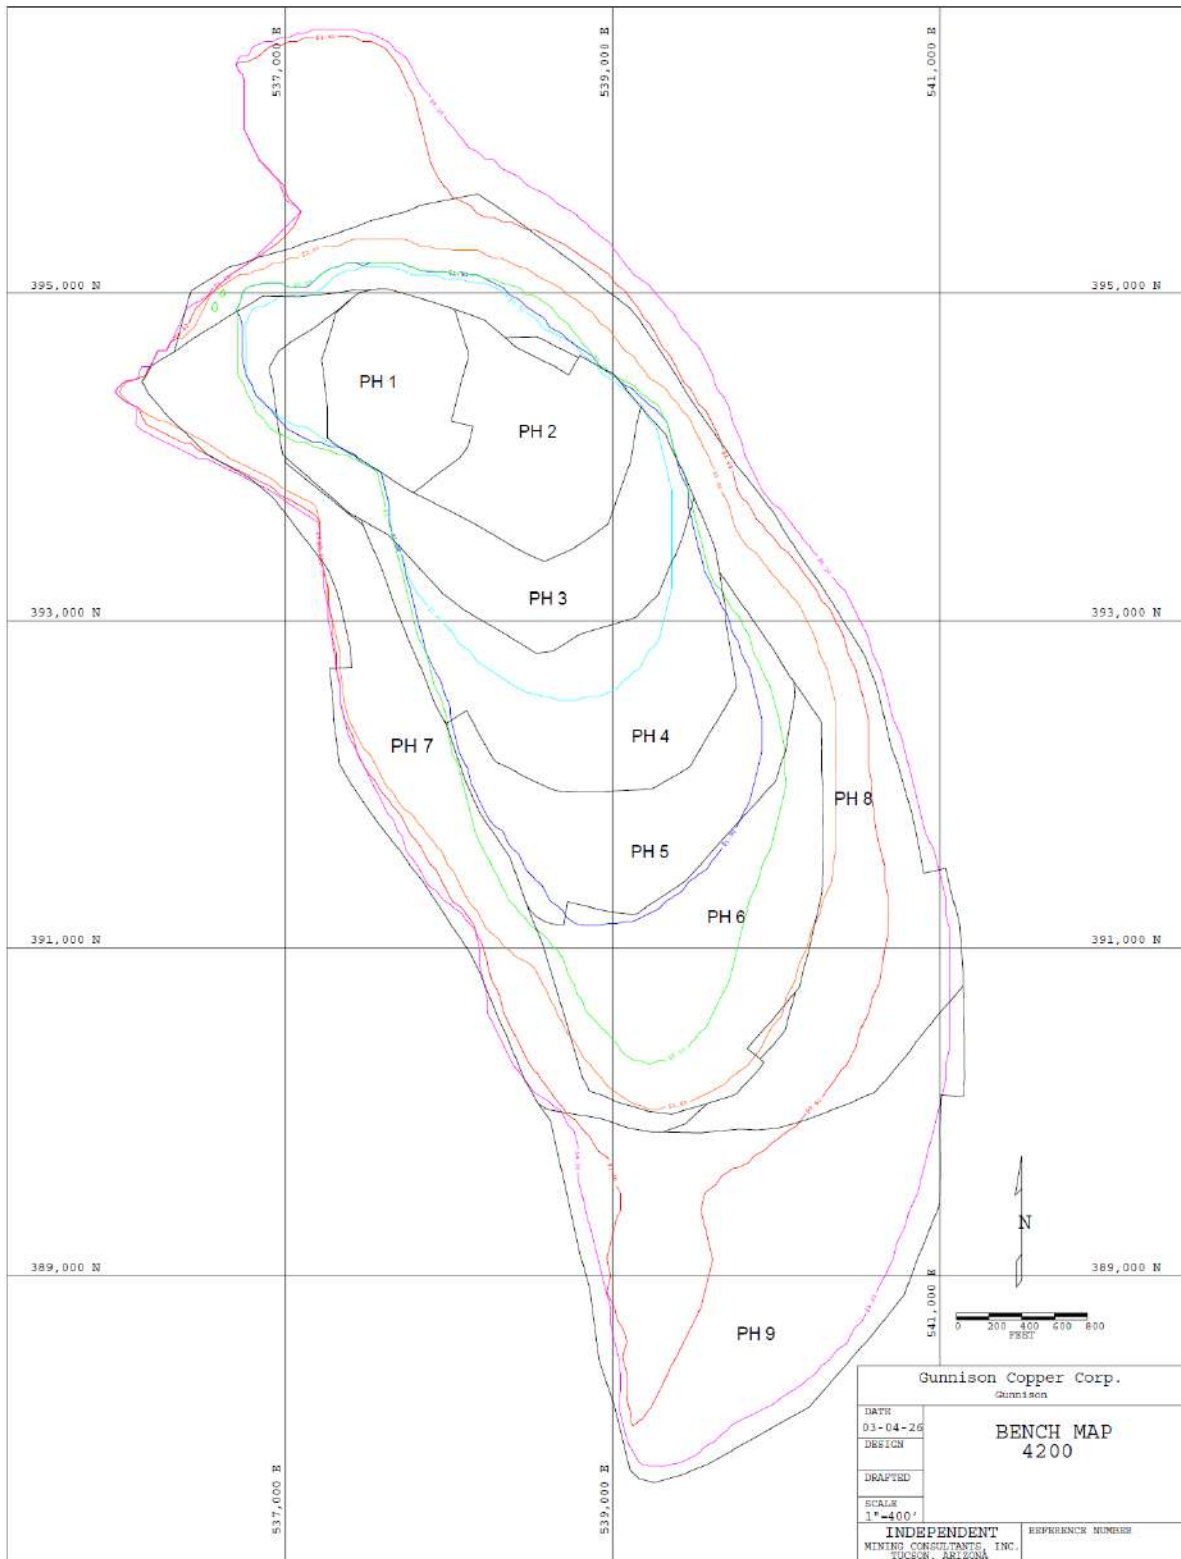 537,000 E
539,000 E
541,000 E
395,000 N
395,000 N
PH 1
PH 2
PH 3
393,000 N
393,000 N
PH 4
PH 7
PH 8
PH 5
PH 6
391,000 N
391,000 N
N
389,000 N
389,000 N
541,000 E
0 200 400 600 800
FEET
PH 9
537,000 E
539,000 E
Gunnison Copper Corp.
Gunnison
DATE
03-04-26
BENCH MAP
4200
DESIGN
DRAFTED
SCALE
1"=400'
INDEPENDENT
MINING CONSULTANTS, INC.
TUCSON, ARIZONA
REFERENCE NUMBER